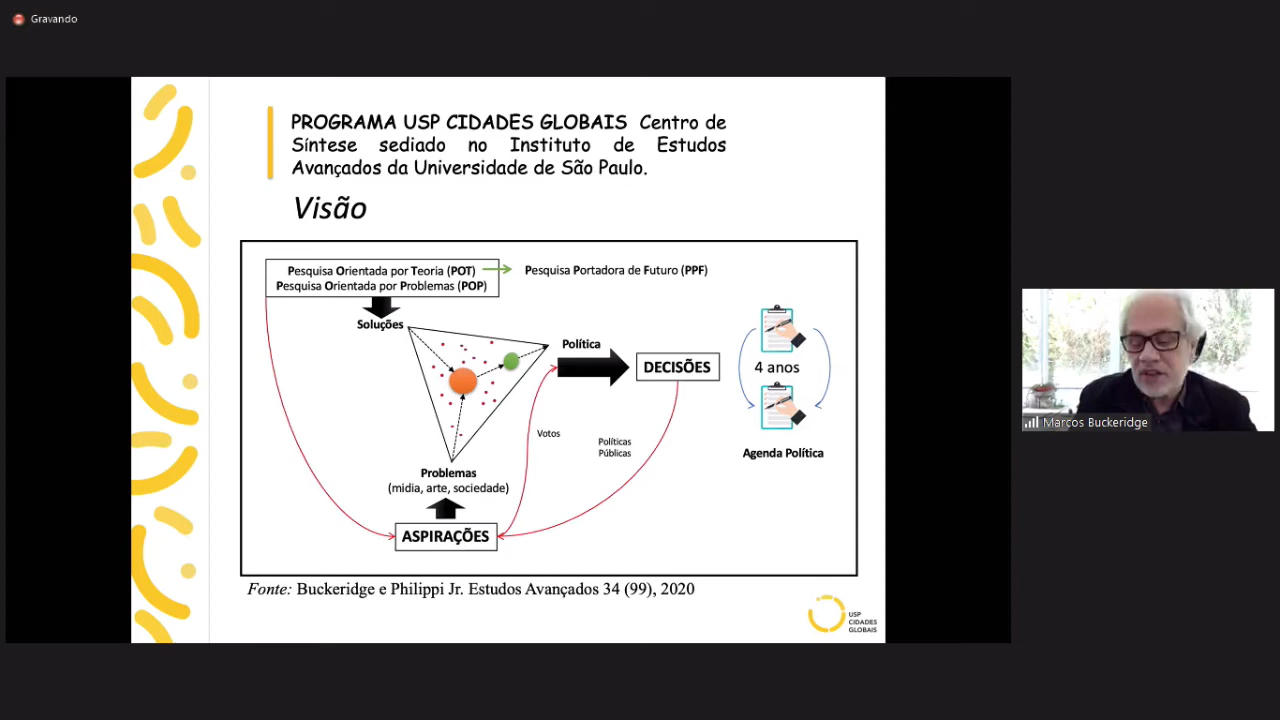 Gravando
PROGRAMA USP CIDADES GLOBAIS Centro de
Síntese sediado no Instituto de Estudos
Avançados da Universidade de São Paulo.
Visão
Pesquisa Orientada por Teoria (POT)
Pesquisa Portadora de Futuro (PPF)
Pesquisa Orientada por Problemas (POP)
Soluções
Política
DECISÕES
4 anos
Votos
Políticas
Públicas
Agenda Política
Problemas
(midia, arte, sociedade)
ASPIRAÇÕES
Fonte: Buckeridge e Philippi Jr. Estudos Avançados 34 (99), 2020
USP
CIDADES
GLOBAIS
Marcos Buckeridge